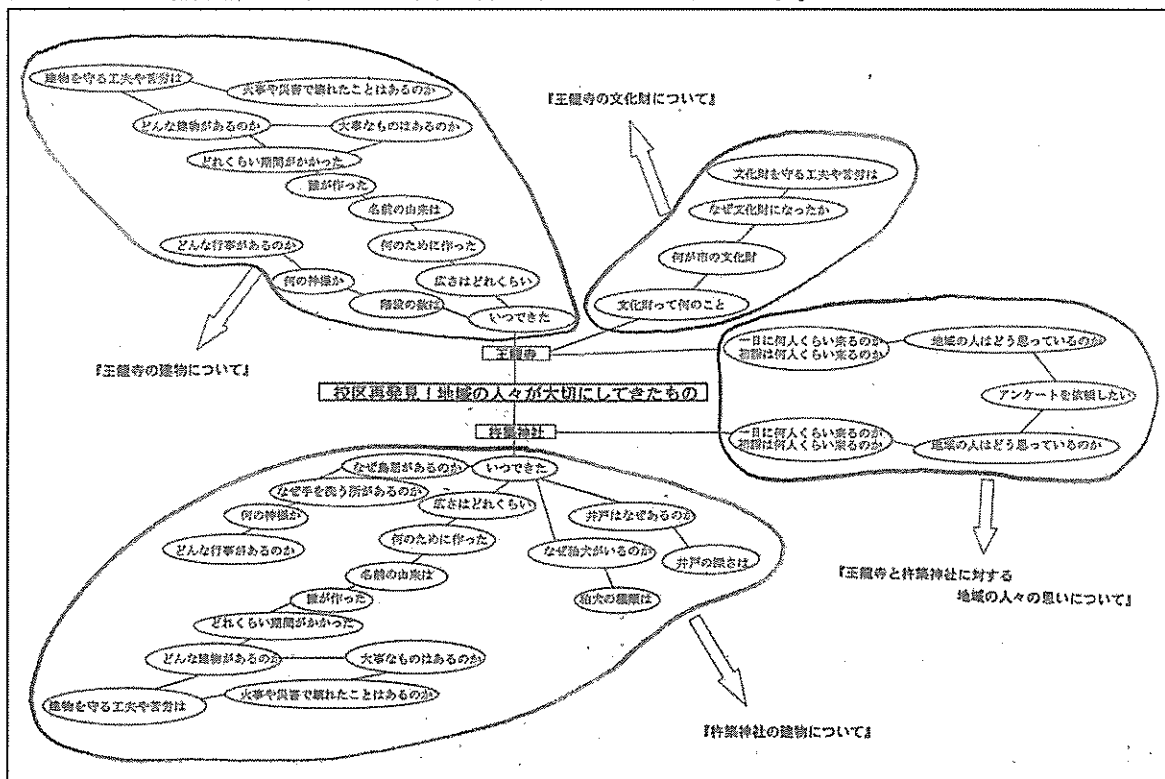 建物を守る工夫や苦労は
火事や災害で壊れたことはあるのか
どんな建物があるのか
大事なものはあるのか
どれくらい期間がかかった
誰が作った
名前の由来は
どんな行事があるのか
何のために作った
何の神様か
広さはどれくらい
階段の数は
いつできた
『王龍寺の建物について』
『王龍寺の文化財について』
文化財を守る工夫や苦労は
なぜ文化財になったか
何が市の文化財
文化財って何のこと
王龍寺
一日に何人くらい来るのか
初詣は何人くらい来るのか
地域の人はどう思っているのか
アンケートを依頼したい
校区再発見!地域の人々が大切にしてきたもの
杵築神社
一日に何人くらい来るのか
初詣は何人くらい来るのか
地域の人はどう思っているのか
『王龍寺と杵築神社に対する
地域の人々の思いについて』
なぜ鳥居があるのか
いつできた
なぜ手を洗う所があるのか
広さはどれくらい
何の神様か
何のために作った
どんな行事があるのか
名前の由来は
誰が作った
どれくらい期間がかかった
どんな建物があるのか
大事なものはあるのか
建物を守る工夫や苦労は
火事や災害で壊れたことはあるのか
井戸はなぜあるのか
なぜ狛犬がいるのか
井戸の深さは
狛犬の種類は
『杵築神社の建物について』